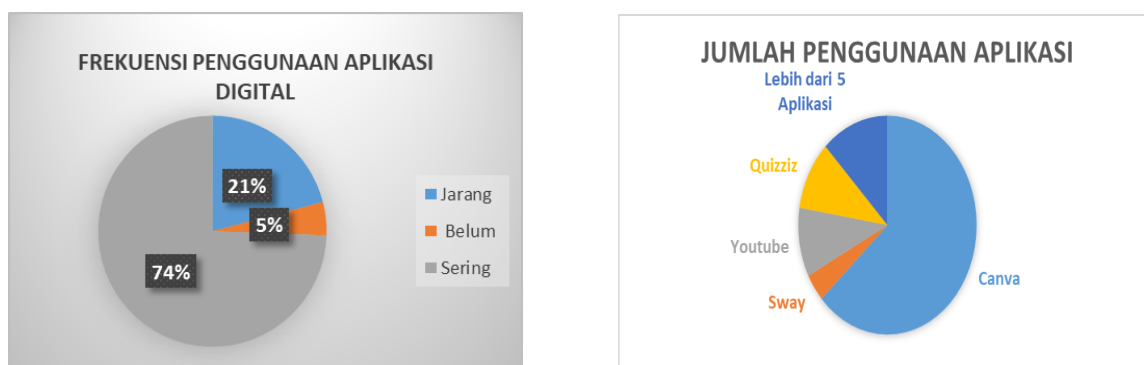 FREKUENSI PENGGUNAAN APLIKASI
DIGITAL
21%
5%
74%
Jarang
Belum
Sering
JUMLAH PENGGUNAAN APLIKASI
Lebih dari 5
Aplikasi
Quizziz
Youtube
Sway
Canva